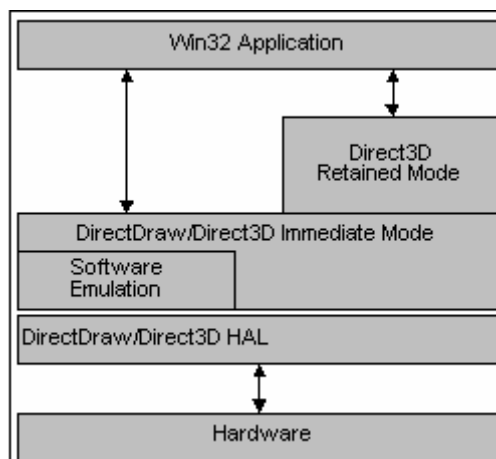 Win32 Application
Direct3D
Retained Mode
DirectDraw/Direct3D Immediate Mode
Software
Emulation
DirectDraw/Direct3D HAL
Hardware